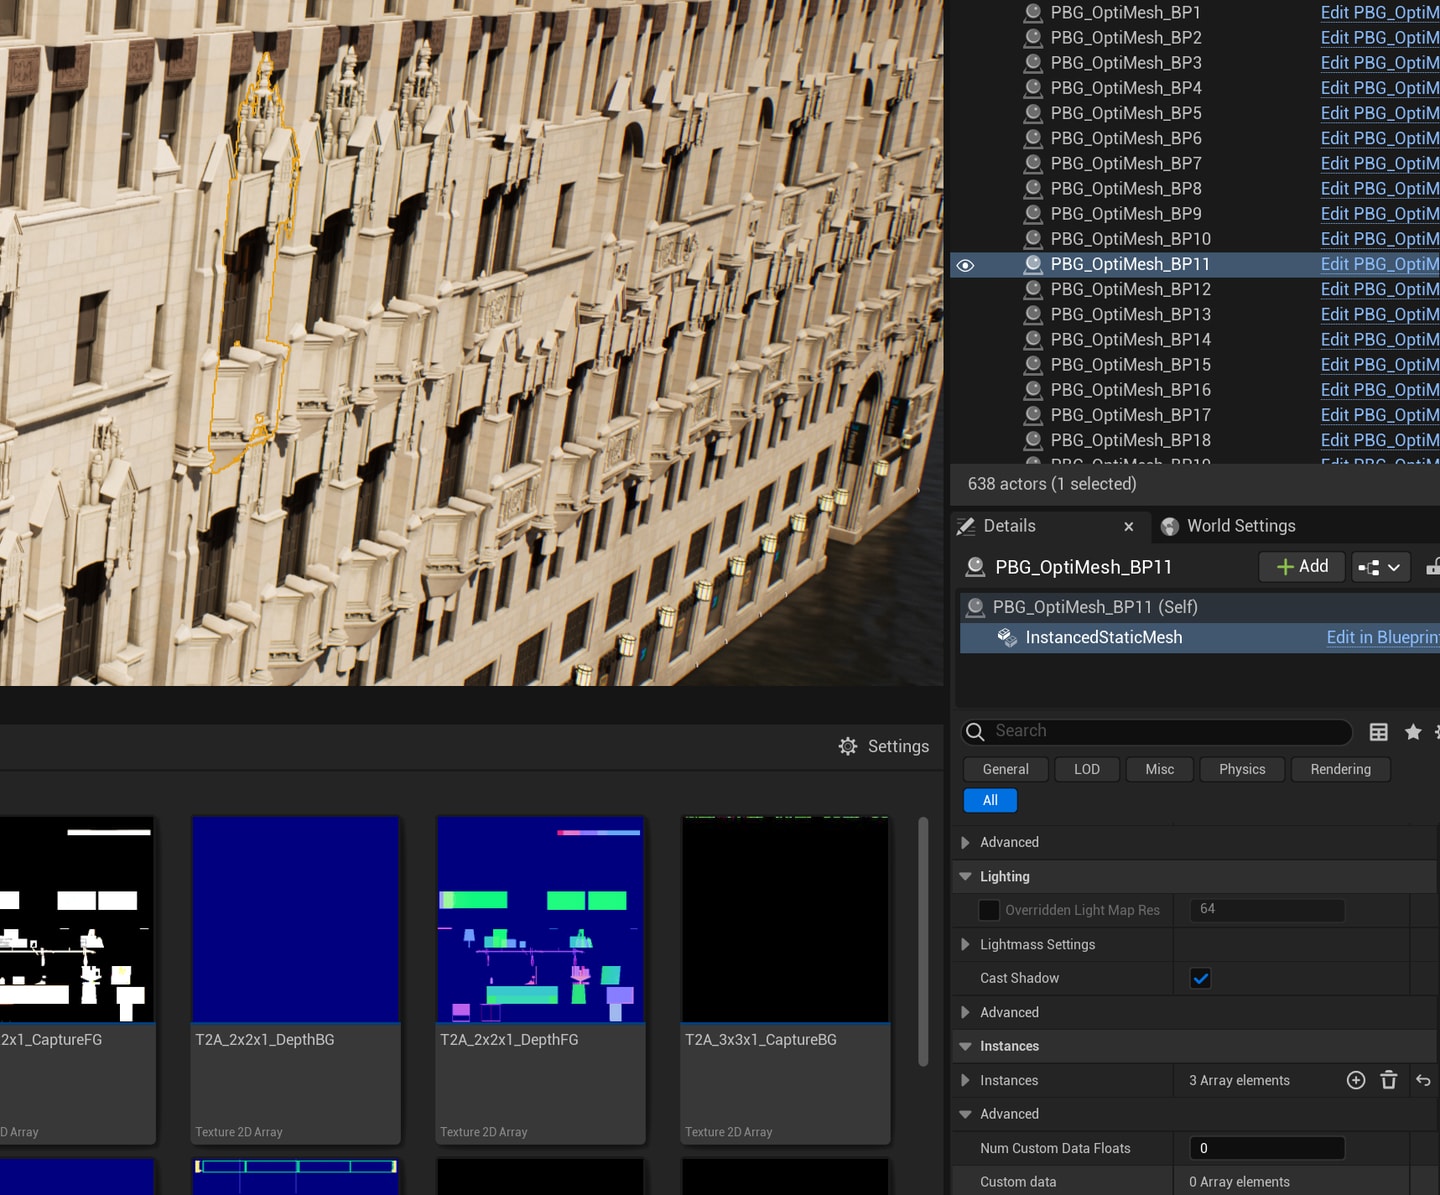 PBG_OptiMesh_BP1 Edit PBG_OptiM
PBG_OptiMesh_BP2 Edit PBG_OptiM
PBG_OptiMesh_BP3 Edit PBG_OptiM
PBG_OptiMesh_BP4 Edit PBG_OptiM
PBG_OptiMesh_BP5 Edit PBG_OptiM
PBG_OptiMesh_BP6 Edit PBG_OptiM
PBG_OptiMesh_BP7 Edit PBG_OptiM
PBG_OptiMesh_BP8 Edit PBG_OptiM
PBG_OptiMesh_BP9 Edit PBG_OptiM
PBG_OptiMesh_BP10 Edit PBG_OptiM
PBG_OptiMesh_BP11 Edit PBG_OptiM
PBG_OptiMesh_BP12 Edit PBG_OptiM
PBG_OptiMesh_BP13 Edit PBG_OptiM
PBG_OptiMesh_BP14 Edit PBG_OptiM
PBG_OptiMesh_BP15 Edit PBG_OptiM
PBG_OptiMesh_BP16 Edit PBG_OptiM
PBG_OptiMesh_BP17 Edit PBG_OptiM
PBG_OptiMesh_BP18 Edit PBG_OptiM
638 actors (1 selected)
Details
World Settings
PBG_OptiMesh_BP11
Add
PBG_OptiMesh_BP11 (Self)
InstancedStaticMesh Edit in Blueprin
Search
General LOD Misc Physics Rendering
All
Advanced
Lighting
Overridden Light Map Res 64
Lightmass Settings
Cast Shadow
Advanced
Instances
Instances 3 Array elements
Advanced
Num Custom Data Floats 0
Custom data 0 Array elements
Settings
2x1_CaptureFG
D Array
T2A_2x2x1_DepthBG
Texture 2D Array
T2A_2x2x1_DepthFG
Texture 2D Array
T2A_3x3x1_CaptureBG
Texture 2D Array